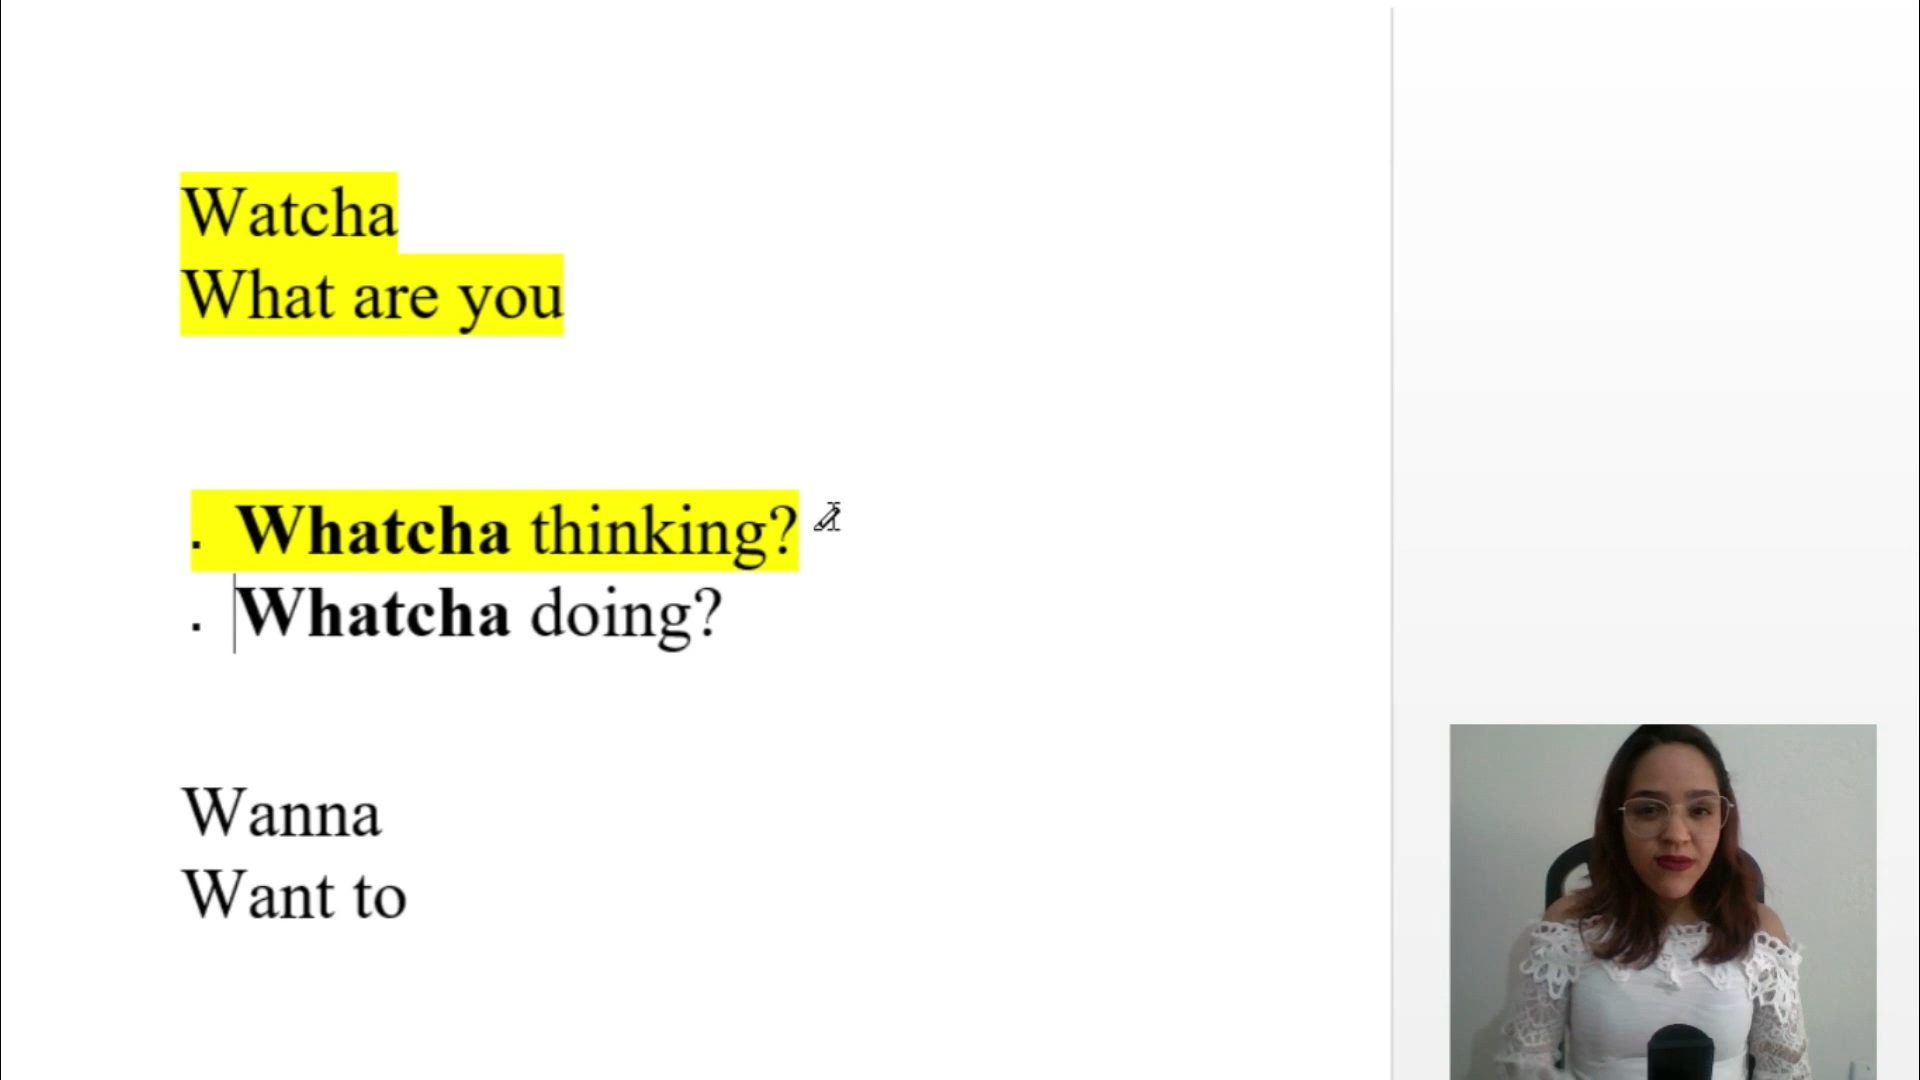 Watcha
What are you
. Whatcha thinking?
. Whatcha doing?
Wanna
Want to